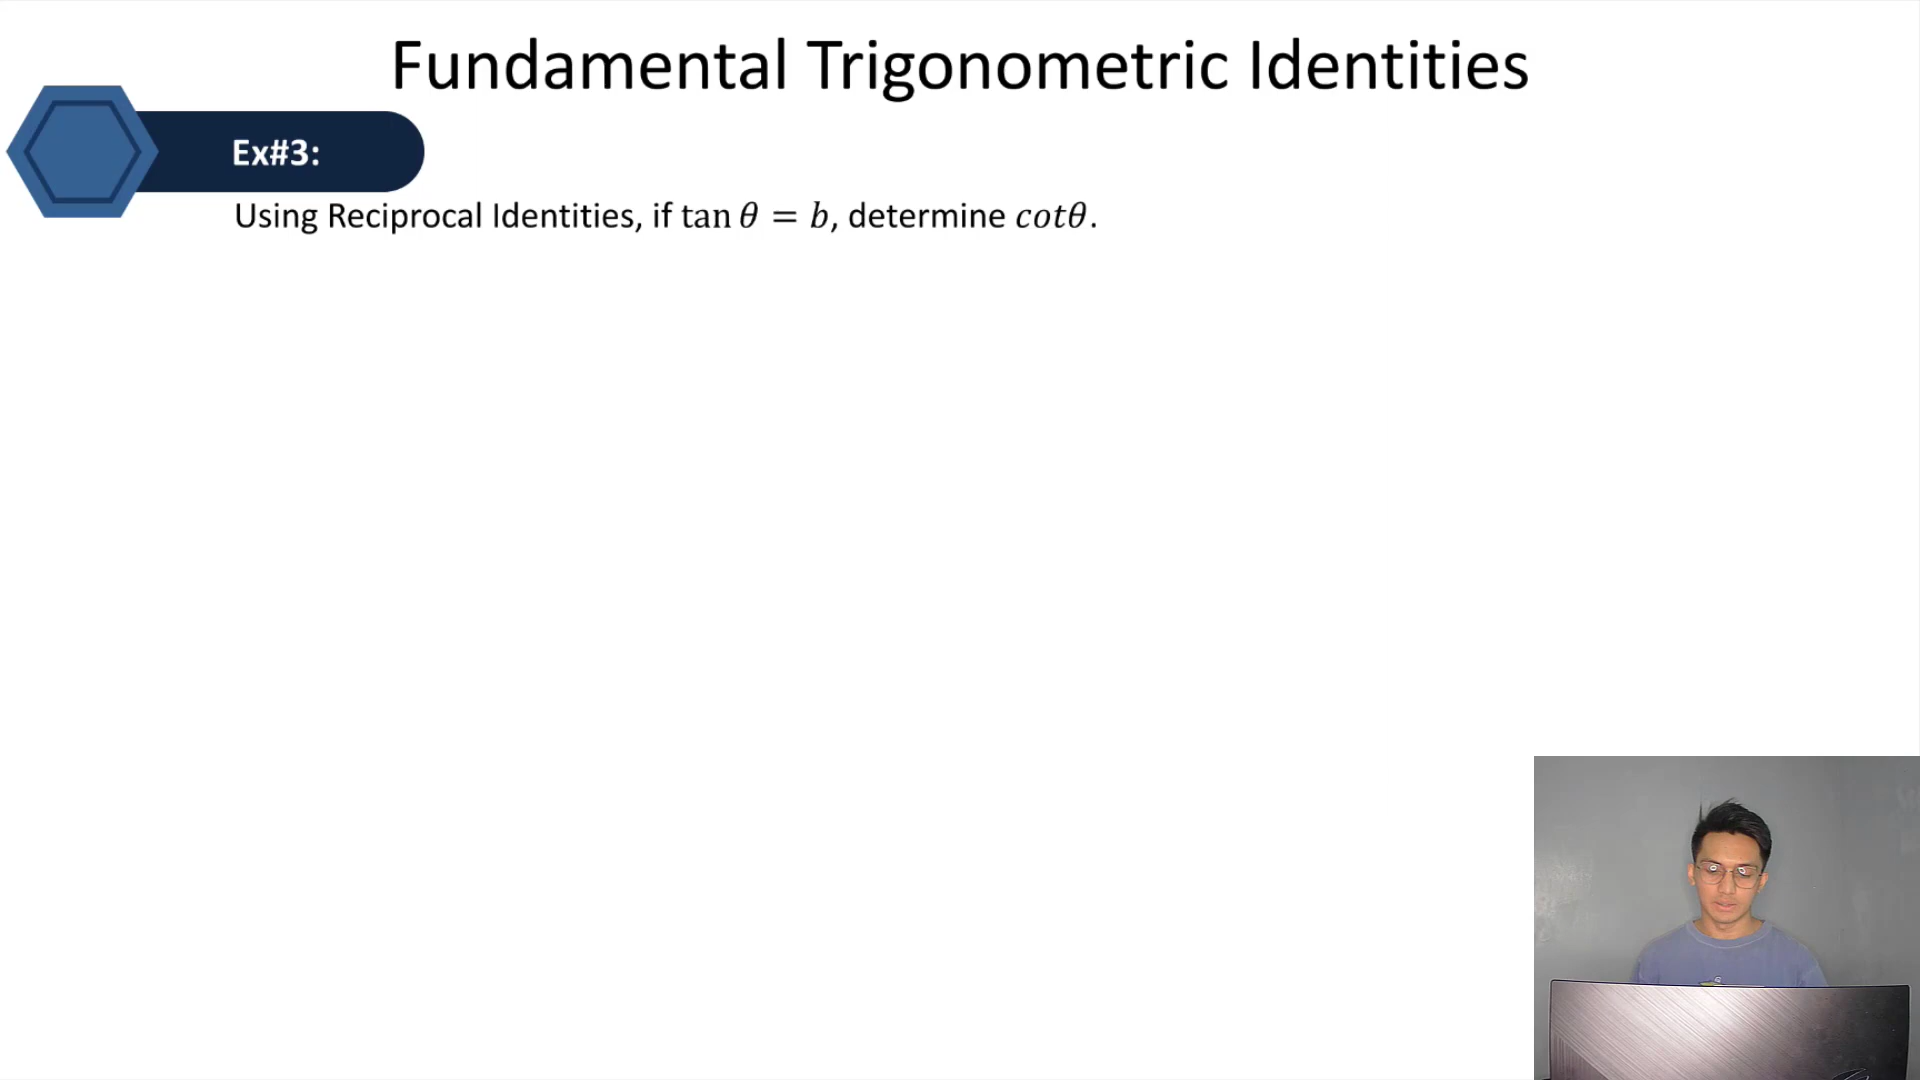 Fundamental Trigonometric Identities
Ex#3:
Using Reciprocal Identities, if tan θ = b, determine cotθ.